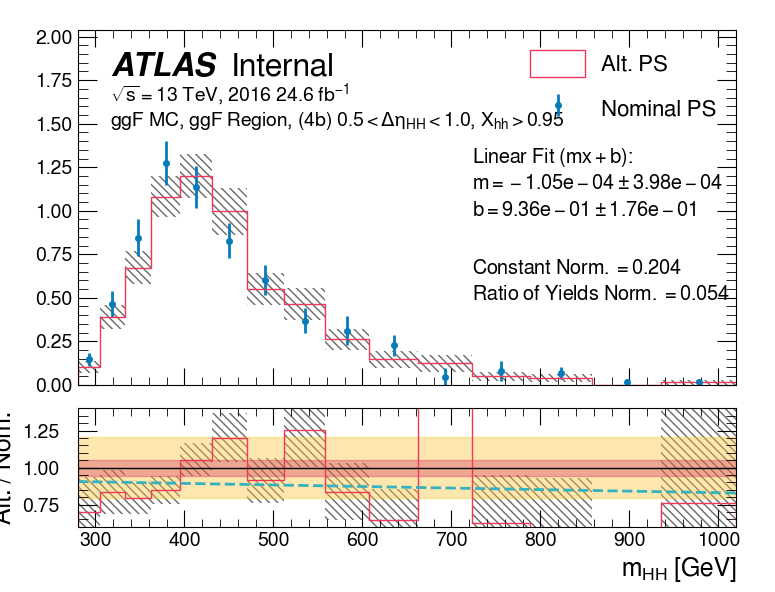 2.00
1.75
1.50
1.25
1.00
0.75
0.50
0.25
0.00
ATLAS Internal
√s = 13 TeV, 2016 24.6 fb⁻¹
ggF MC, ggF Region, (4b) 0.5 < Δη_HH < 1.0, X_hh > 0.95
Alt. PS
Nominal PS
Linear Fit (mx + b):
m = − 1.05e − 04 ± 3.98e − 04
b = 9.36e − 01 ± 1.76e − 01
Constant Norm. = 0.204
Ratio of Yields Norm. = 0.054
Alt. / Nom.
1.25
1.00
0.75
300 400 500 600 700 800 900 1000
m_HH [GeV]